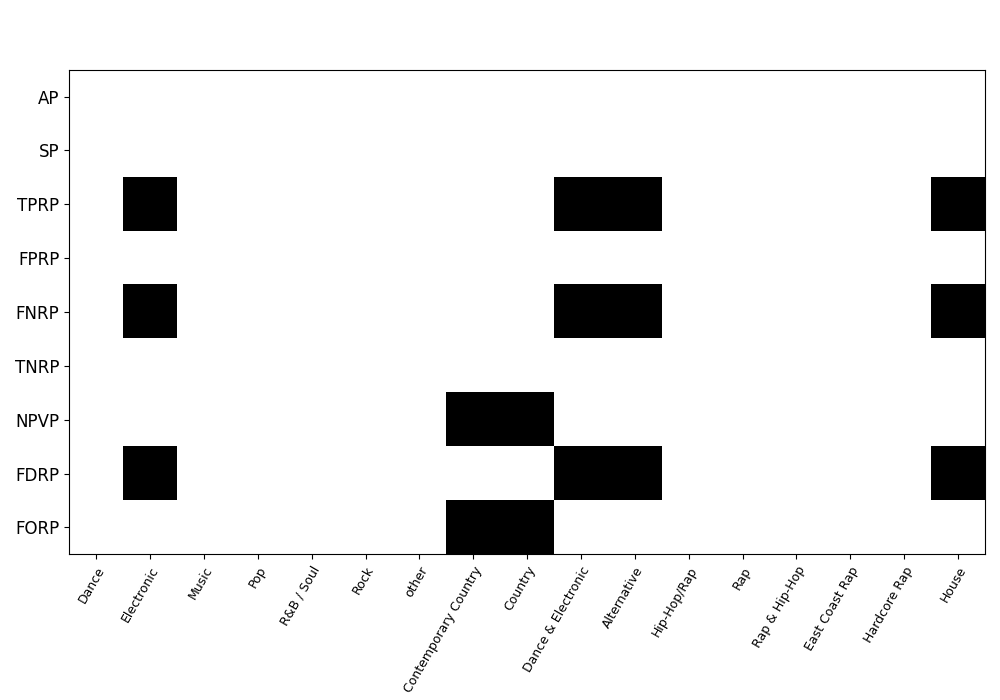 AP
SP
TPRP
FPRP
FNRP
TNRP
NPVP
FDRP
FORP
Dance
Electronic
Music
Pop
R&B / Soul
Rock
other
Contemporary Country
Country
Dance & Electronic
Alternative
Hip-Hop/Rap
Rap
Rap & Hip-Hop
East Coast Rap
Hardcore Rap
House